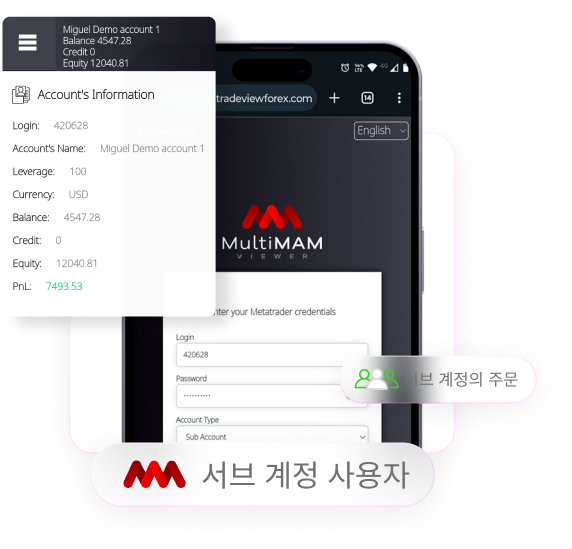 Miguel Demo account 1
Balance 4547.28
Credit 0
Equity 12040.81
Account's Information
Login: 420628
Account's Name: Miguel Demo account 1
Leverage: 100
Currency: USD
Balance: 4547.28
Credit: 0
Equity: 12040.81
PnL: 7493.53
4G
tradeviewforex.com
14
English
MultiMAM
VIEWER
your Metatrader credentials
Login
420628
Password
Account Type
Sub Account
계정의 주문
서브 계정 사용자